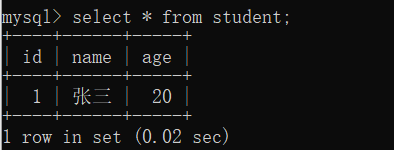 mysql> select * from student;
+----+------+-----+
| id | name | age |
+----+------+-----+
| 1 | 张三 | 20 |
+----+------+-----+
1 row in set (0.02 sec)